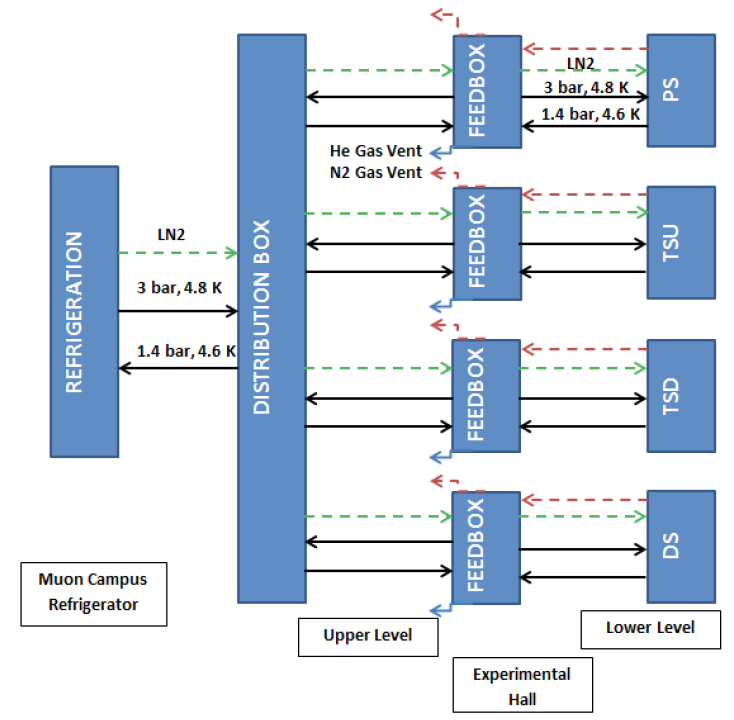 REFRIGERATION
LN2
3 bar, 4.8 K
1.4 bar, 4.6 K
DISTRIBUTION BOX
FEEDBOX
LN2
3 bar, 4.8 K
1.4 bar, 4.6 K
PS
He Gas Vent
N2 Gas Vent
FEEDBOX
TSU
FEEDBOX
TSD
FEEDBOX
DS
Muon Campus
Refrigerator
Upper Level
Lower Level
Experimental
Hall